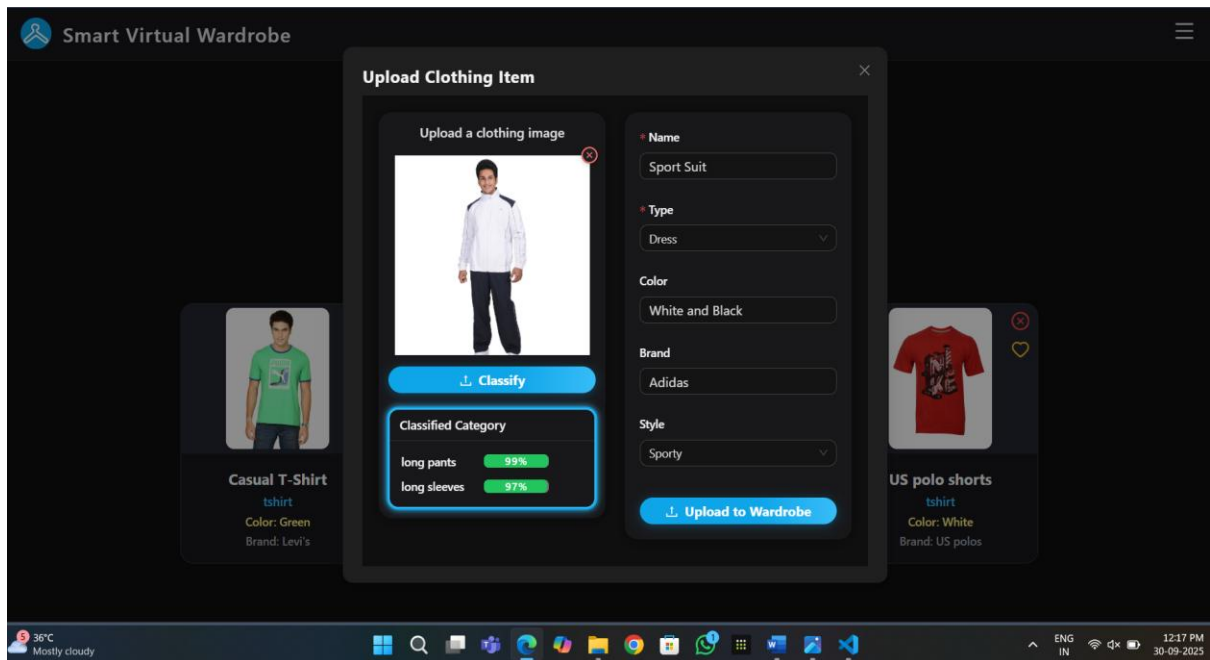 Smart Virtual Wardrobe
Upload Clothing Item
Upload a clothing image
Classify
Classified Category
long pants 99%
long sleeves 97%
* Name
Sport Suit
* Type
Dress
Color
White and Black
Brand
Adidas
Style
Sporty
Upload to Wardrobe
Casual T-Shirt
tshirt
Color: Green
Brand: Levi's
US polo shorts
tshirt
Color: White
Brand: US polos
5
36°C
Mostly cloudy
ENG
IN
12:17 PM
30-09-2025